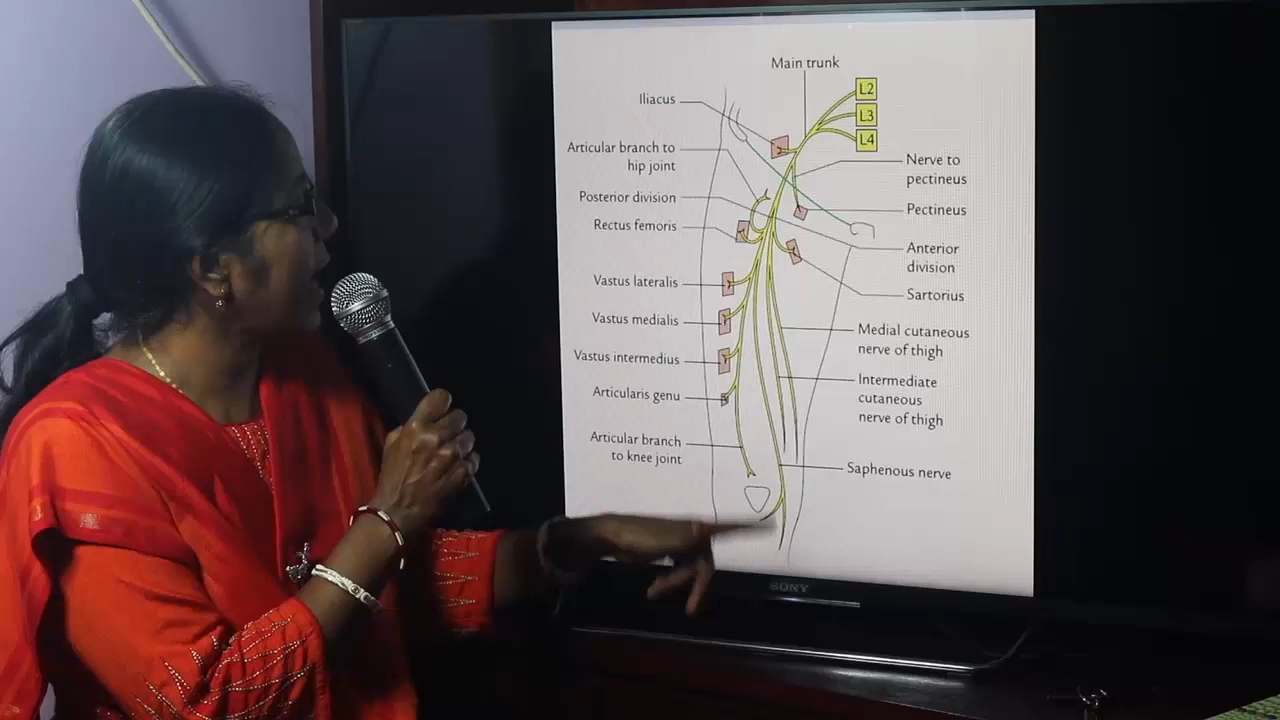 Main trunk
L2
L3
L4
Iliacus
Articular branch to
hip joint
Posterior division
Rectus femoris
Vastus lateralis
Vastus medialis
Vastus intermedius
Articularis genu
Articular branch
to knee joint
Nerve to
pectineus
Pectineus
Anterior
division
Sartorius
Medial cutaneous
nerve of thigh
Intermediate
cutaneous
nerve of thigh
Saphenous nerve
SONY